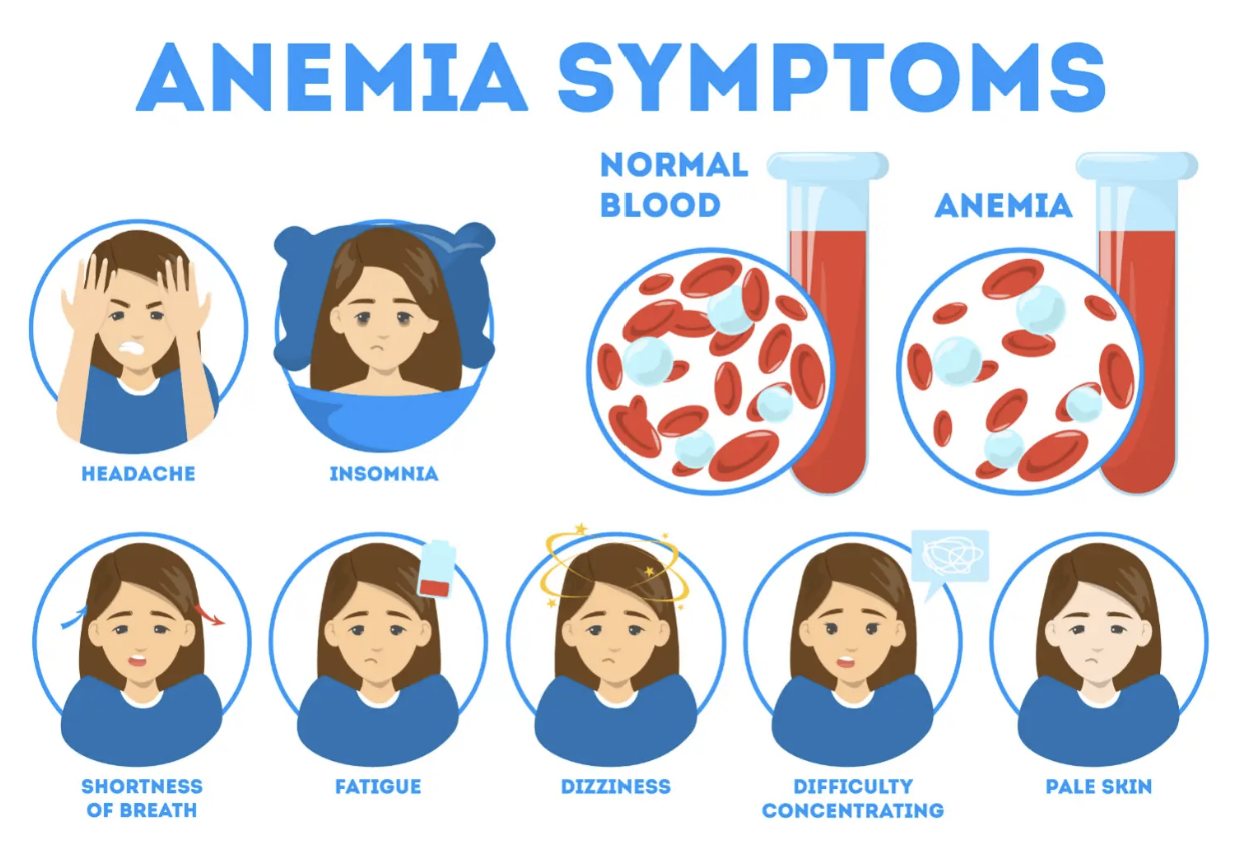 ANEMIA SYMPTOMS
NORMAL
BLOOD
ANEMIA
HEADACHE
INSOMNIA
SHORTNESS
OF BREATH
FATIGUE
DIZZINESS
DIFFICULTY
CONCENTRATING
PALE SKIN